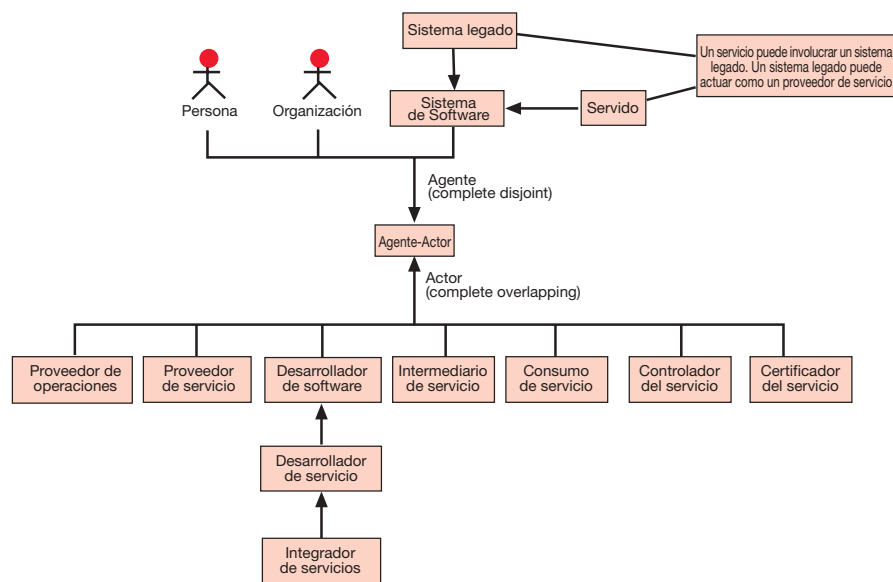 Sistema legado
Un servicio puede involucrar un sistema
legado. Un sistema legado puede
actuar como un proveedor de servicio
Persona
Organización
Sistema
de Software
Servido
Agente
(complete disjoint)
Agente-Actor
Actor
(complete overlapping)
Proveedor de
operaciones
Proveedor
de servicio
Desarrollador
de software
Intermediario
de servicio
Consumo
de servicio
Controlador
del servicio
Certificador
del servicio
Desarrollador
de servicio
Integrador
de servicios